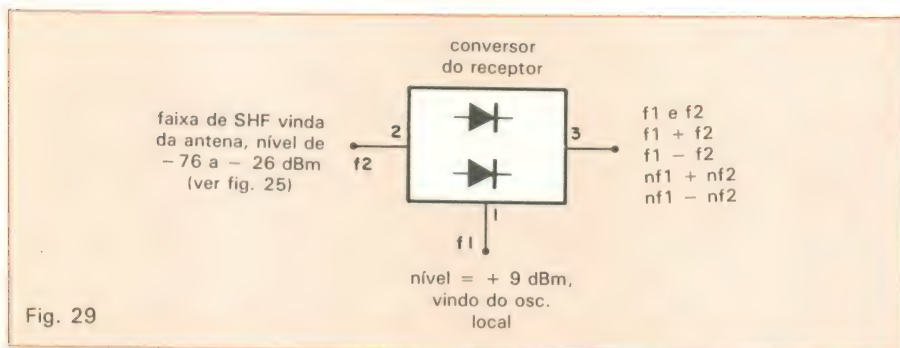 conversor
do receptor
faixa de SHF vinda
da antena, nível de
− 76 a − 26 dBm
(ver fig. 25)
2
f2
3
f1 e f2
f1 + f2
f1 − f2
nf1 + nf2
nf1 − nf2
1
f1
nível = + 9 dBm,
vindo do osc.
local
Fig. 29